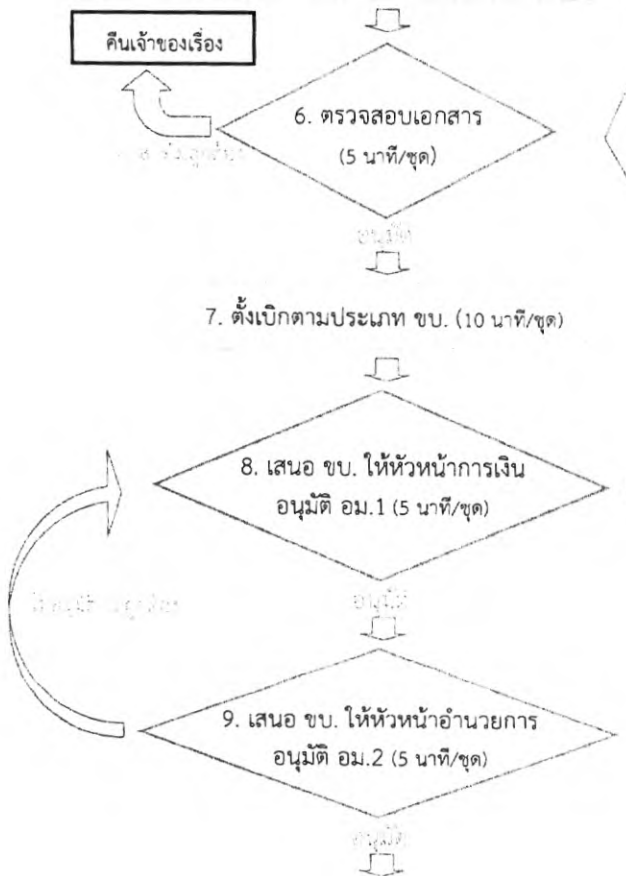 คืนเจ้าของเรื่อง
6. ตรวจสอบเอกสาร
(5 นาที/ชุด)
อนุมัติ
7. ตั้งเบิกตามประเภท ขบ. (10 นาที/ชุด)
8. เสนอ ขบ. ให้หัวหน้าการเงิน
อนุมัติ อม.1 (5 นาที/ชุด)
อนุมัติ
9. เสนอ ขบ. ให้หัวหน้าอำนวยการ
อนุมัติ อม.2 (5 นาที/ชุด)
อนุมัติ